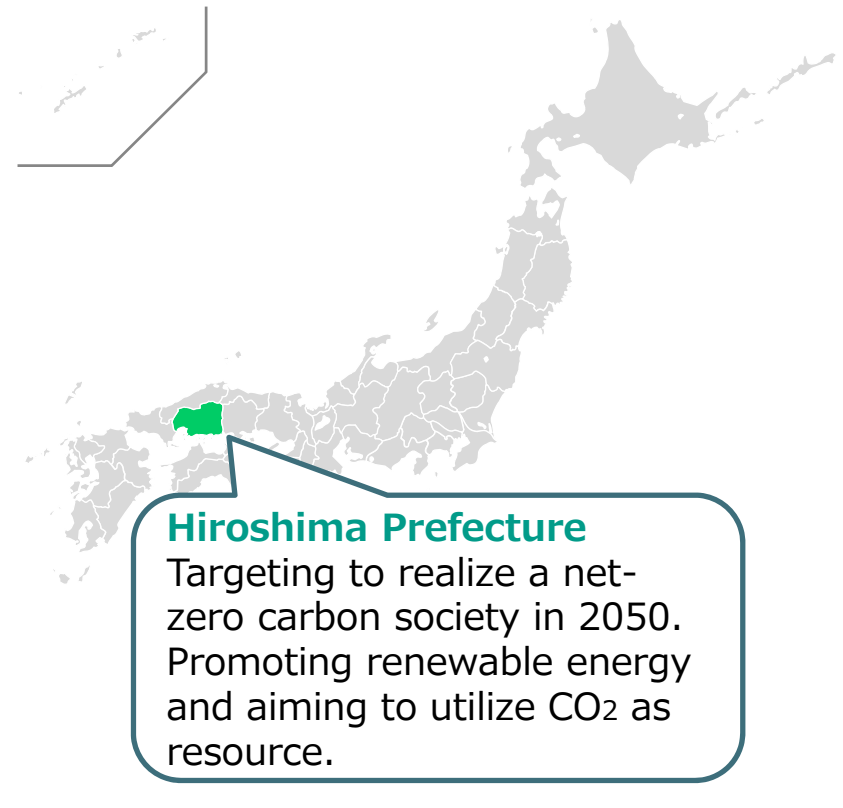 Hiroshima Prefecture
Targeting to realize a net-
zero carbon society in 2050.
Promoting renewable energy
and aiming to utilize CO2 as
resource.